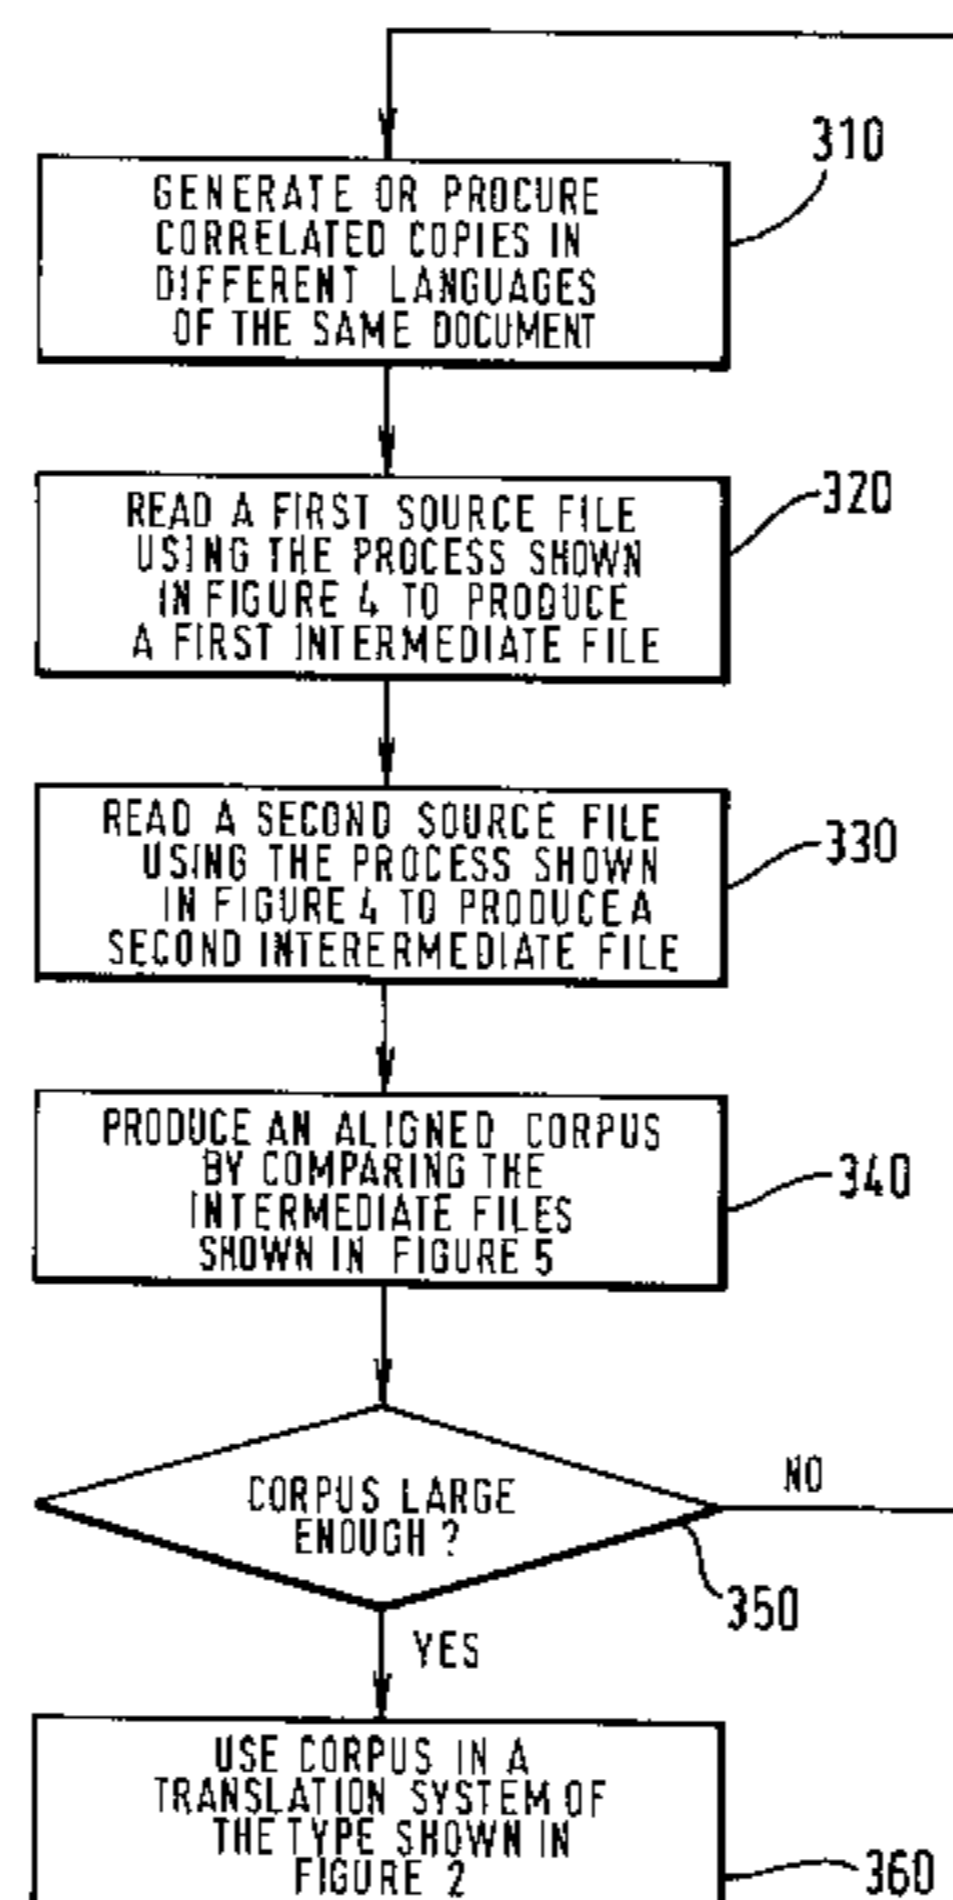 310
GENERATE OR PROCURE
CORRELATED COPIES IN
DIFFERENT LANGUAGES
OF THE SAME DOCUMENT
320
READ A FIRST SOURCE FILE
USING THE PROCESS SHOWN
IN FIGURE 4 TO PRODUCE
A FIRST INTERMEDIATE FILE
330
READ A SECOND SOURCE FILE
USING THE PROCESS SHOWN
IN FIGURE 4 TO PRODUCE A
SECOND INTERERMEDIATE FILE
340
PRODUCE AN ALIGNED CORPUS
BY COMPARING THE
INTERMEDIATE FILES
SHOWN IN FIGURE 5
NO
CORPUS LARGE
ENOUGH ?
350
YES
USE CORPUS IN A
TRANSLATION SYSTEM OF
THE TYPE SHOWN IN
FIGURE 2
360